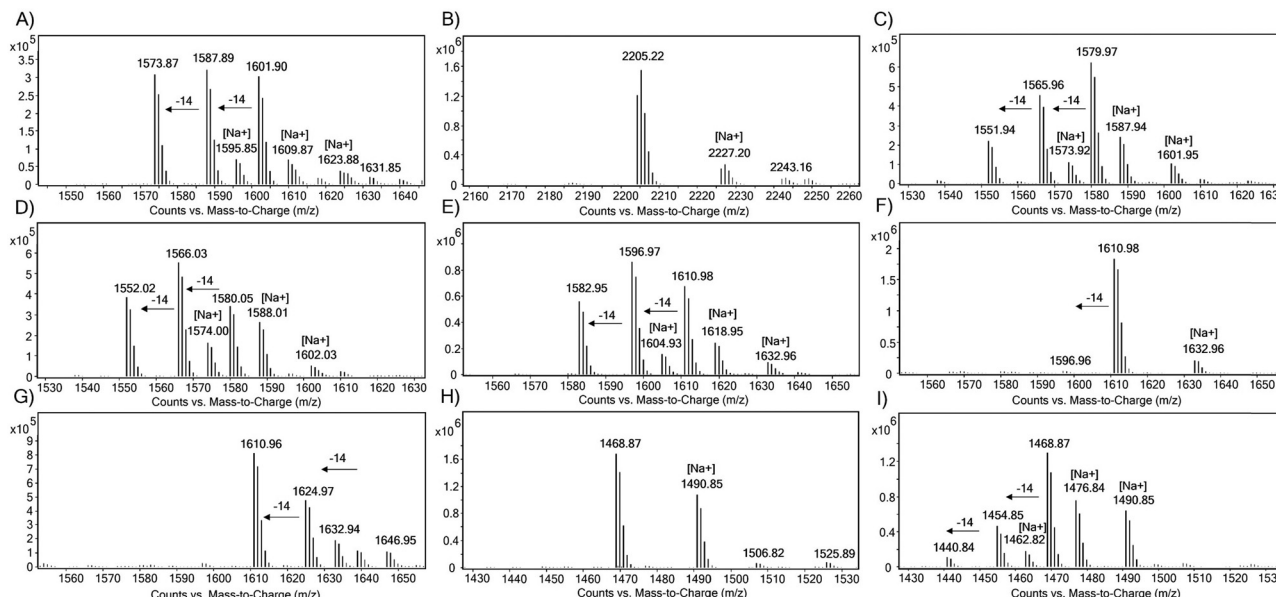 A)
x10⁵
3.5
3
2.5
2
1.5
1
0.5
0
1573.87
1587.89
1601.90
-14
-14
[Na+]
1595.85
[Na+]
1609.87
[Na+]
1623.88
1631.85
1550 1560 1570 1580 1590 1600 1610 1620 1630 1640
Counts vs. Mass-to-Charge (m/z)
B)
x10⁶
1.6
1.2
0.8
0.4
0
2205.22
[Na+]
2227.20
2243.16
2160 2170 2180 2190 2200 2210 2220 2230 2240 2250 2260
Counts vs. Mass-to-Charge (m/z)
C)
x10⁵
6
5
4
3
2
1
0
1579.97
1565.96
-14
-14
1551.94
[Na+]
1573.92
[Na+]
1587.94
[Na+]
1601.95
1530 1540 1550 1560 1570 1580 1590 1600 1610 1620 1630
Counts vs. Mass-to-Charge (m/z)
D)
x10⁵
6
5
4
3
2
1
0
1566.03
1552.02
-14
-14
1580.05
[Na+]
1574.00
[Na+]
1588.01
[Na+]
1602.03
1530 1540 1550 1560 1570 1580 1590 1600 1610 1620 1630
Counts vs. Mass-to-Charge (m/z)
E)
x10⁶
0.8
0.6
0.4
0.2
0
1596.97
1582.95
1610.98
-14
-14
[Na+]
1604.93
[Na+]
1618.95
[Na+]
1632.96
1560 1570 1580 1590 1600 1610 1620 1630 1640 1650
Counts vs. Mass-to-Charge (m/z)
F)
x10⁶
2
1.5
1
0.5
0
1610.98
-14
1596.96
[Na+]
1632.96
1560 1570 1580 1590 1600 1610 1620 1630 1640 1650
Counts vs. Mass-to-Charge (m/z)
G)
x10⁵
9
8
7
6
5
4
3
2
1
0
1610.96
-14
-14
1624.97
1632.94
1646.95
1560 1570 1580 1590 1600 1610 1620 1630 1640 1650
Counts vs. Mass-to-Charge (m/z)
H)
x10⁶
2
1.6
1.2
0.8
0.4
0
1468.87
[Na+]
1490.85
1506.82
1525.89
1430 1440 1450 1460 1470 1480 1490 1500 1510 1520 1530
Counts vs. Mass-to-Charge (m/z)
I)
x10⁶
1.6
1.2
0.8
0.4
0
1468.87
-14
-14
1454.85
1440.84
[Na+]
1462.82
[Na+]
1476.84
[Na+]
1490.85
1430 1440 1450 1460 1470 1480 1490 1500 1510 1520 1530
Counts vs. Mass-to-Charge (m/z)